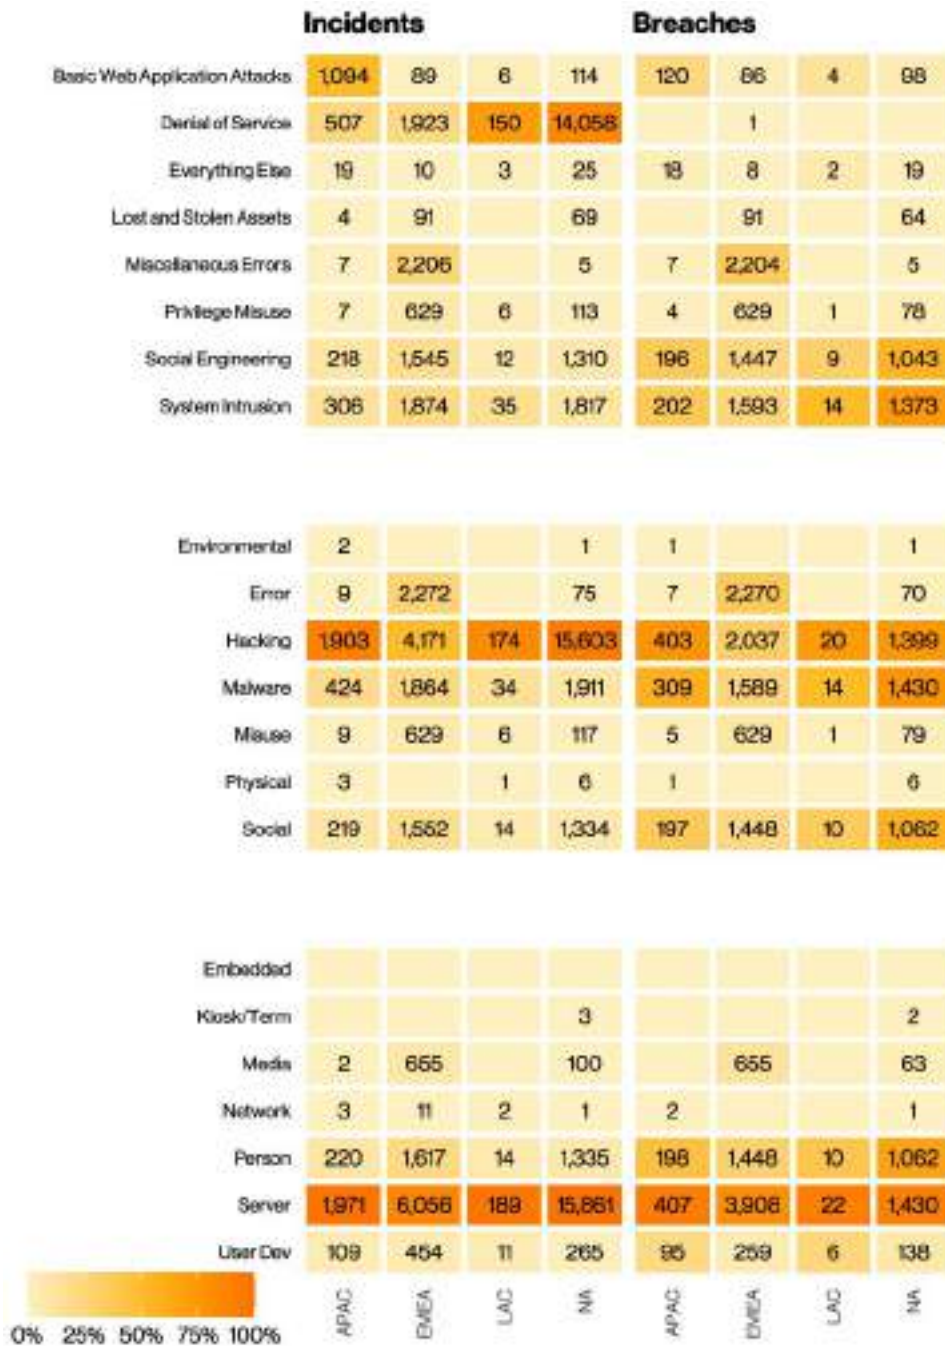 Incidents Breaches
Basic Web Application Attacks 1,094 89 6 114 120 86 4 98
Denial of Service 507 1,923 150 14,058 1
Everything Else 19 10 3 25 18 8 2 19
Lost and Stolen Assets 4 91 69 91 64
Miscellaneous Errors 7 2,206 5 7 2,204 5
Privilege Misuse 7 629 6 113 4 629 1 78
Social Engineering 218 1,545 12 1,310 196 1,447 9 1,043
System Intrusion 306 1,874 35 1,817 202 1,593 14 1,373
Environmental 2 1 1 1
Error 9 2,272 75 7 2,270 70
Hacking 1,903 4,171 174 15,603 403 2,037 20 1,399
Malware 424 1,864 34 1,911 309 1,589 14 1,430
Misuse 9 629 6 117 5 629 1 79
Physical 3 1 6 1 6
Social 219 1,552 14 1,334 197 1,448 10 1,062
Embedded
Kiosk/Term 3 2
Media 2 655 100 655 63
Network 3 11 2 1 2 1
Person 220 1,617 14 1,335 198 1,448 10 1,062
Server 1,971 6,056 189 15,861 407 3,908 22 1,430
User Dev 109 454 11 265 95 259 6 138
APAC EMEA LAC NA APAC EMEA LAC NA
0% 25% 50% 75% 100%